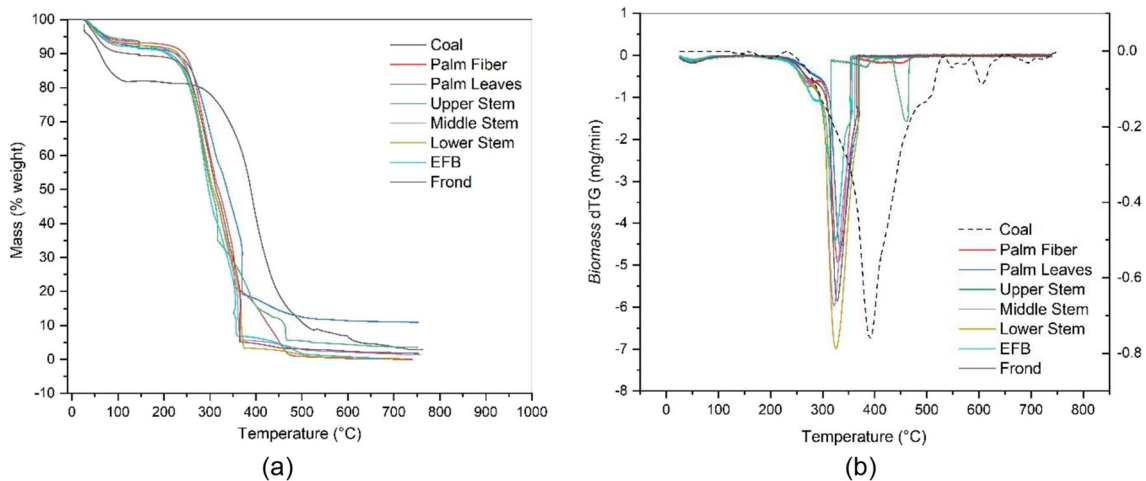 100
90
80
70
60
50
40
30
20
10
0
-10
Mass (% weight)
Coal
Palm Fiber
Palm Leaves
Upper Stem
Middle Stem
Lower Stem
EFB
Frond
0 100 200 300 400 500 600 700 800 900 1000
Temperature (°C)
(a)
1
0
-1
-2
-3
-4
-5
-6
-7
-8
Biomass dTG (mg/min)
Coal
Palm Fiber
Palm Leaves
Upper Stem
Middle Stem
Lower Stem
EFB
Frond
0.0
-0.2
-0.4
-0.6
-0.8
0 100 200 300 400 500 600 700 800
Temperature (°C)
(b)